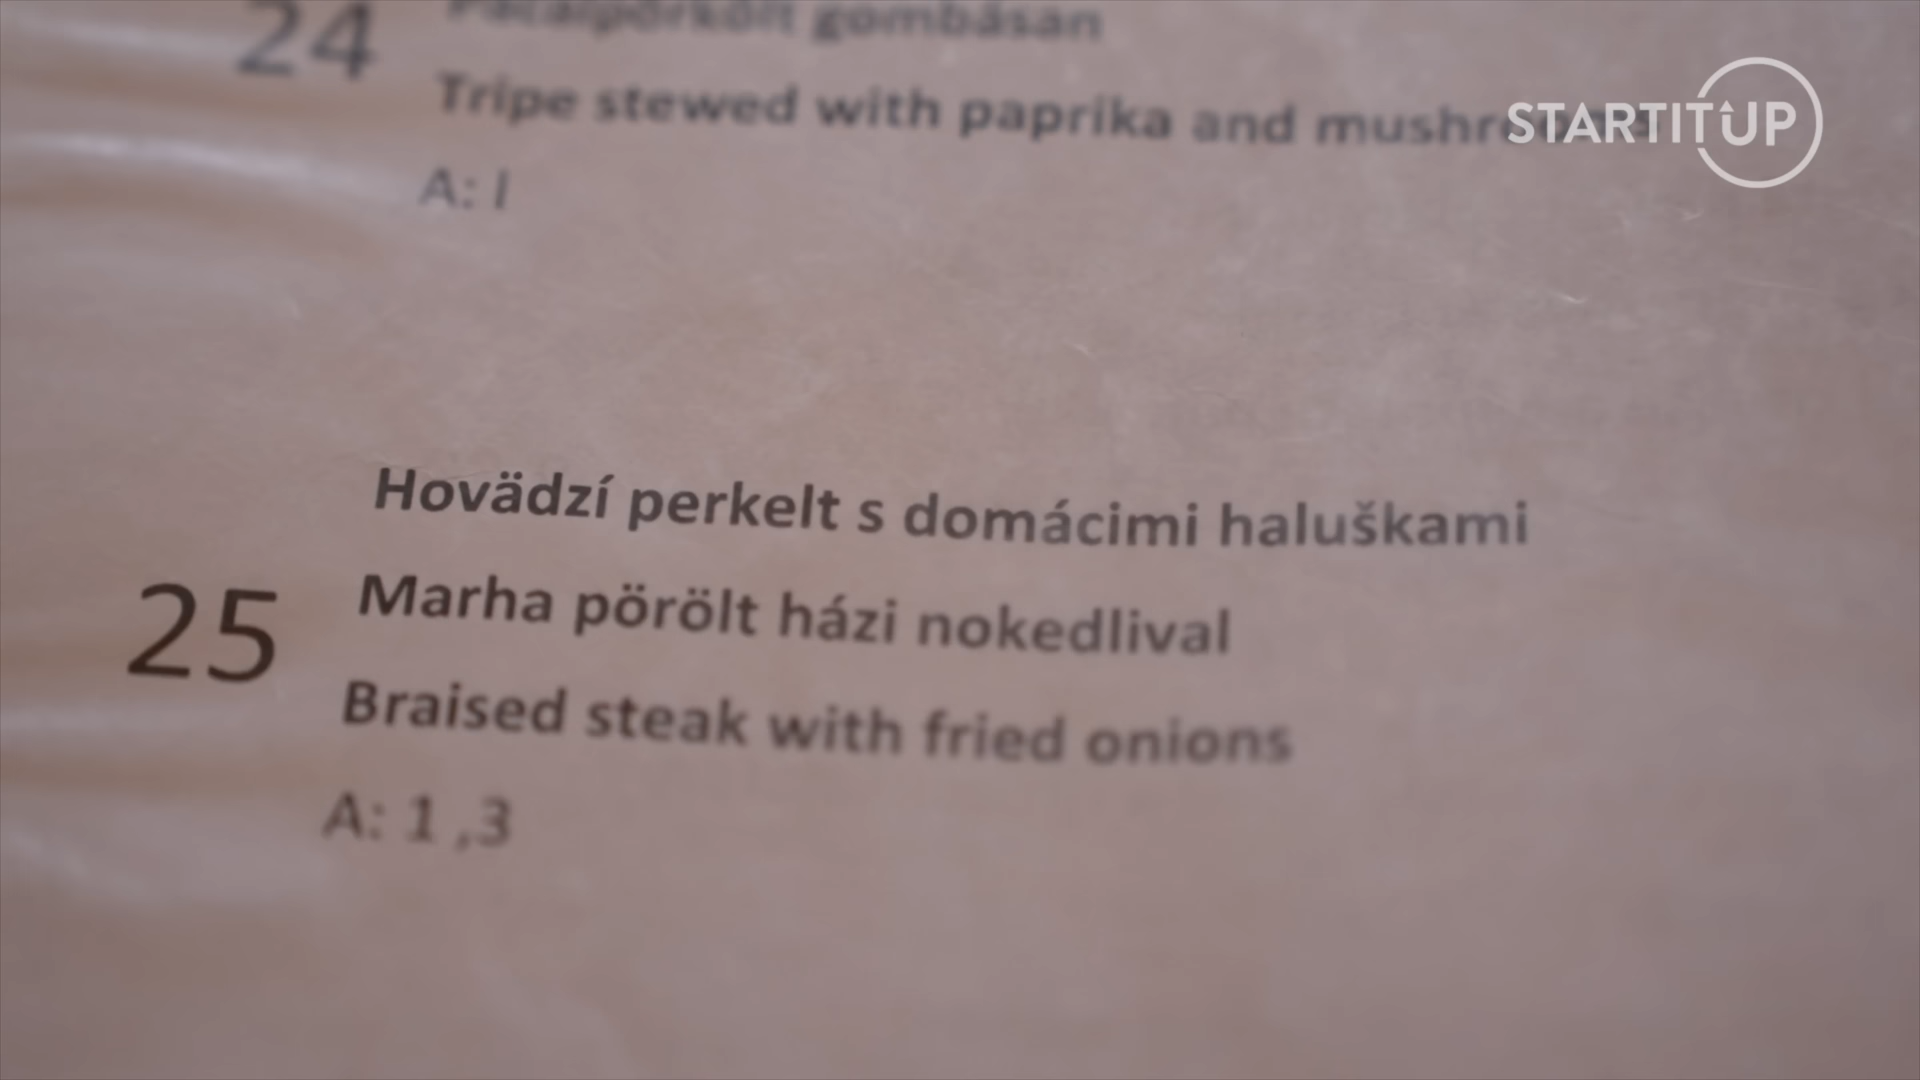 24
Pacalpörkölt gombásan
Tripe stewed with paprika and
A: I
STARTITUP
25
Hovädzí perkelt s domácimi haluškami
Marha pörölt házi nokedlival
Braised steak with fried onions
A: 1 ,3